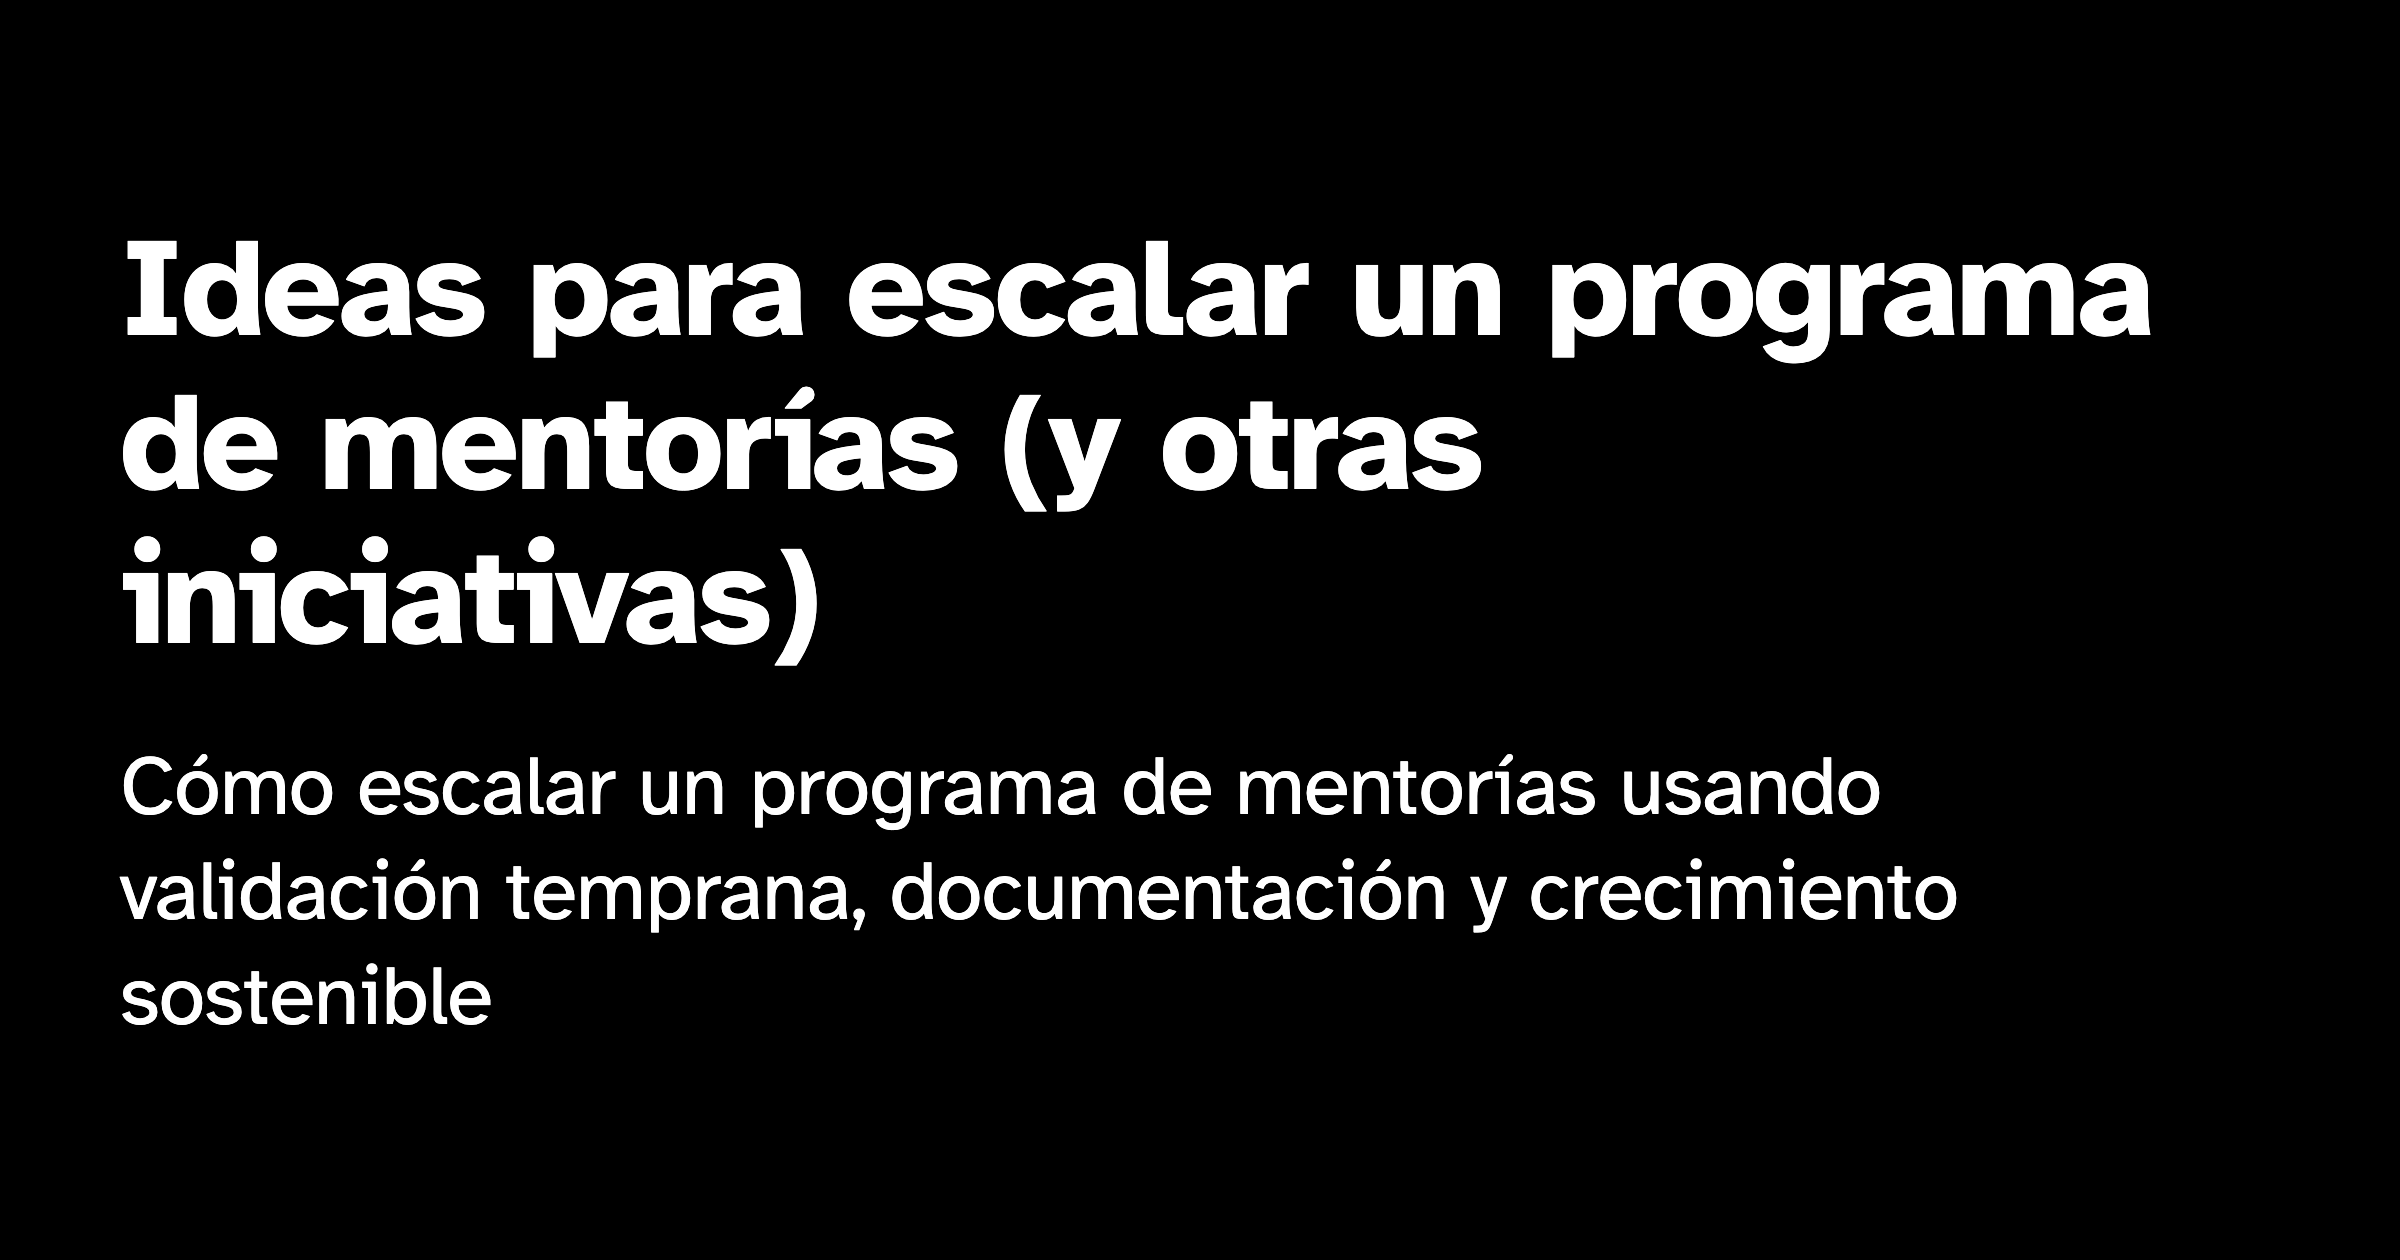 Ideas para escalar un programa
de mentorías (y otras
iniciativas)
Cómo escalar un programa de mentorías usando
validación temprana, documentación y crecimiento
sostenible